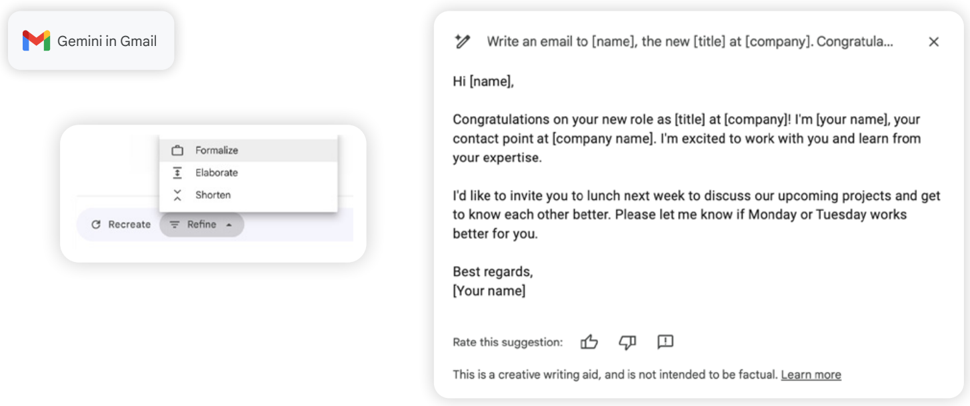 Gemini in Gmail
Formalize
Elaborate
Shorten
Recreate
Refine
Write an email to [name], the new [title] at [company]. Congratula...
Hi [name],
Congratulations on your new role as [title] at [company]! I'm [your name], your
contact point at [company name]. I'm excited to work with you and learn from
your expertise.
I'd like to invite you to lunch next week to discuss our upcoming projects and get
to know each other better. Please let me know if Monday or Tuesday works
better for you.
Best regards,
[Your name]
Rate this suggestion:
This is a creative writing aid, and is not intended to be factual. Learn more